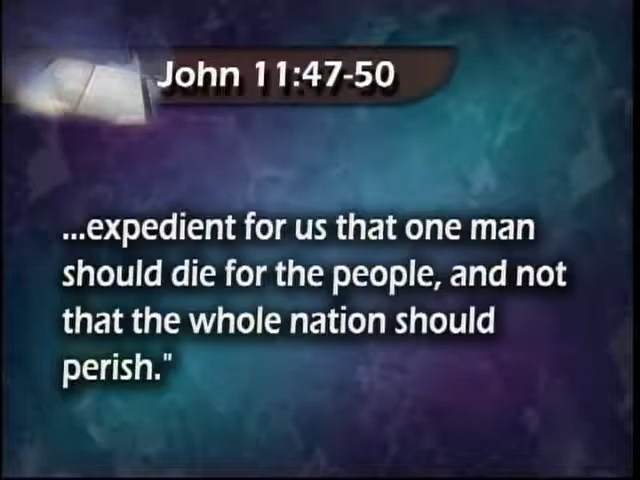 John 11:47-50
...expedient for us that one man
should die for the people, and not
that the whole nation should
perish."